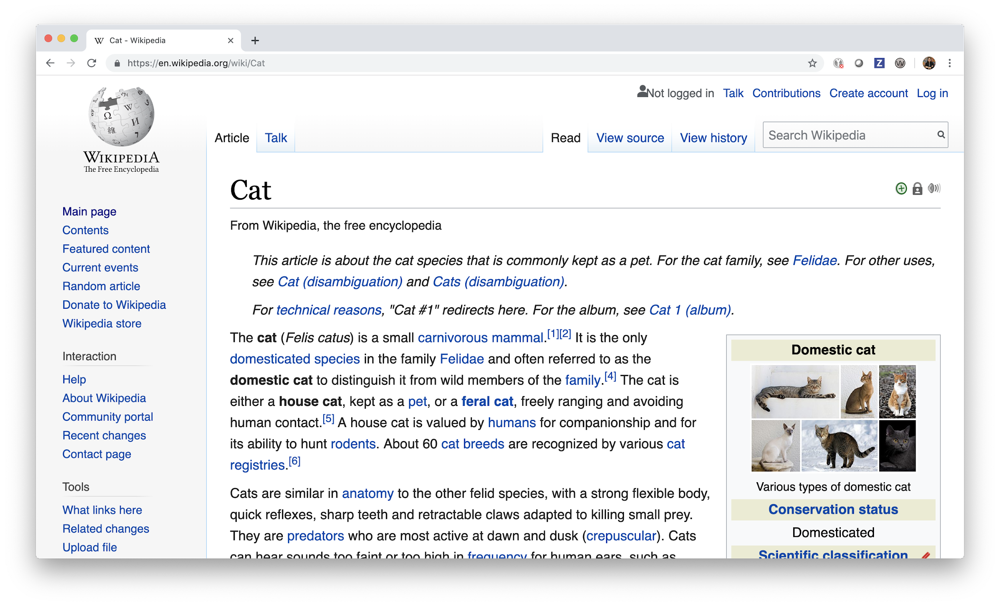 Cat - Wikipedia
https://en.wikipedia.org/wiki/Cat
Not logged in Talk Contributions Create account Log in
Article Talk Read View source View history Search Wikipedia
WIKIPEDIA
The Free Encyclopedia
Main page
Contents
Featured content
Current events
Random article
Donate to Wikipedia
Wikipedia store
Interaction
Help
About Wikipedia
Community portal
Recent changes
Contact page
Tools
What links here
Related changes
Upload file
Cat
From Wikipedia, the free encyclopedia
This article is about the cat species that is commonly kept as a pet. For the cat family, see Felidae. For other uses,
see Cat (disambiguation) and Cats (disambiguation).
For technical reasons, "Cat #1" redirects here. For the album, see Cat 1 (album).
The cat (Felis catus) is a small carnivorous mammal.[1][2] It is the only
domesticated species in the family Felidae and often referred to as the
domestic cat to distinguish it from wild members of the family.[4] The cat is
either a house cat, kept as a pet, or a feral cat, freely ranging and avoiding
human contact.[5] A house cat is valued by humans for companionship and for
its ability to hunt rodents. About 60 cat breeds are recognized by various cat
registries.[6]
Cats are similar in anatomy to the other felid species, with a strong flexible body,
quick reflexes, sharp teeth and retractable claws adapted to killing small prey.
They are predators who are most active at dawn and dusk (crepuscular). Cats
can hear sounds too faint or too high in frequency for human ears, such as
Domestic cat
Various types of domestic cat
Conservation status
Domesticated
Scientific classification